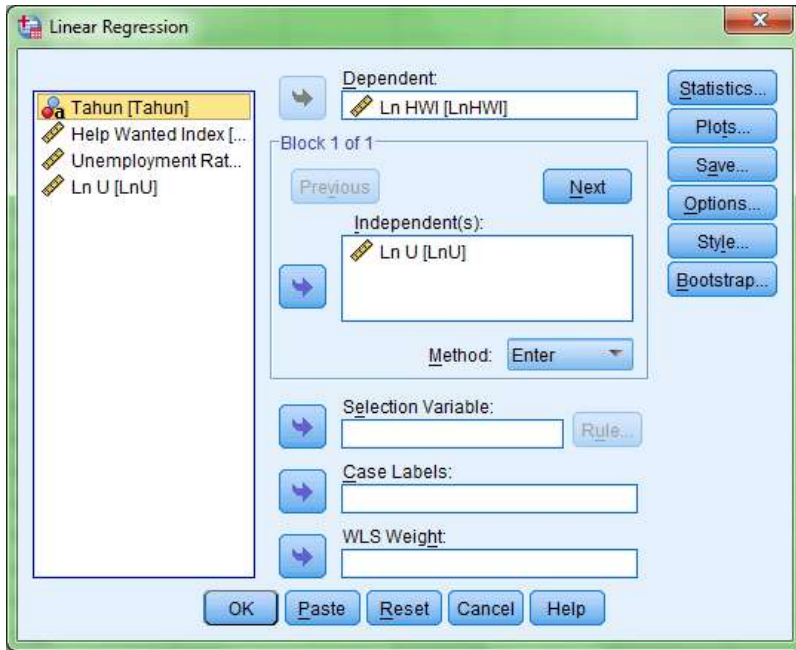 Linear Regression
Tahun [Tahun]
Help Wanted Index [...
Unemployment Rat...
Ln U [LnU]
Dependent:
Ln HWI [LnHWI]
Block 1 of 1
Previous
Next
Independent(s):
Ln U [LnU]
Method: Enter
Selection Variable:
Rule...
Case Labels:
WLS Weight:
Statistics...
Plots...
Save...
Options...
Style...
Bootstrap...
OK Paste Reset Cancel Help